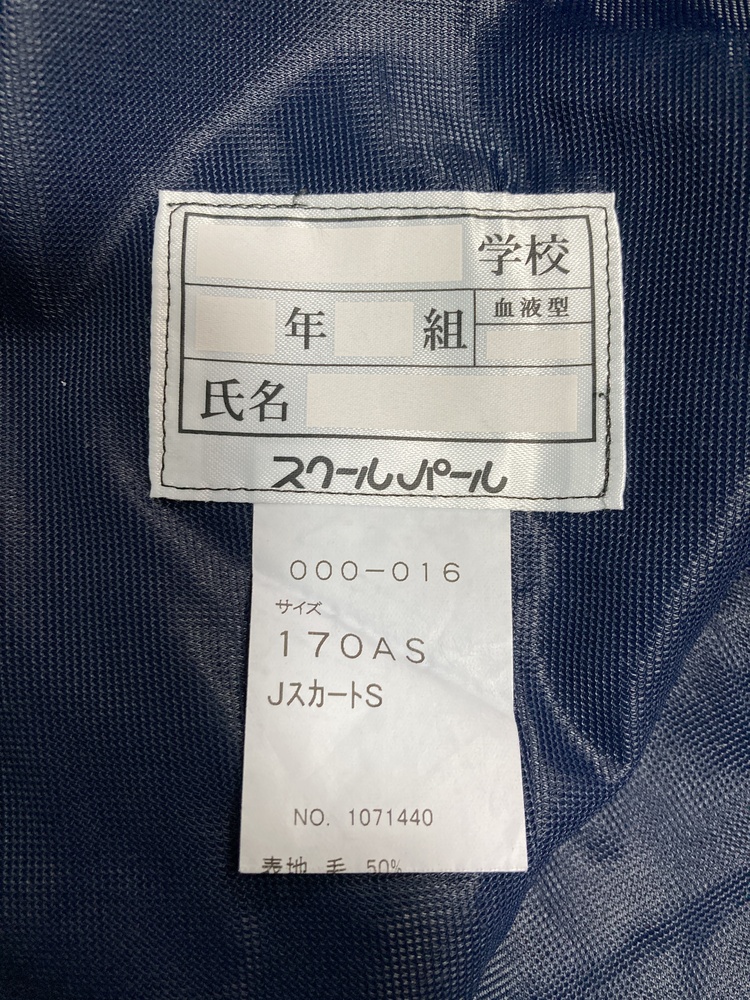 学校
年 組 血液型
氏名
スクールパール
000-016
サイズ
170AS
JスカートS
NO. 1071440
表地 毛 50%